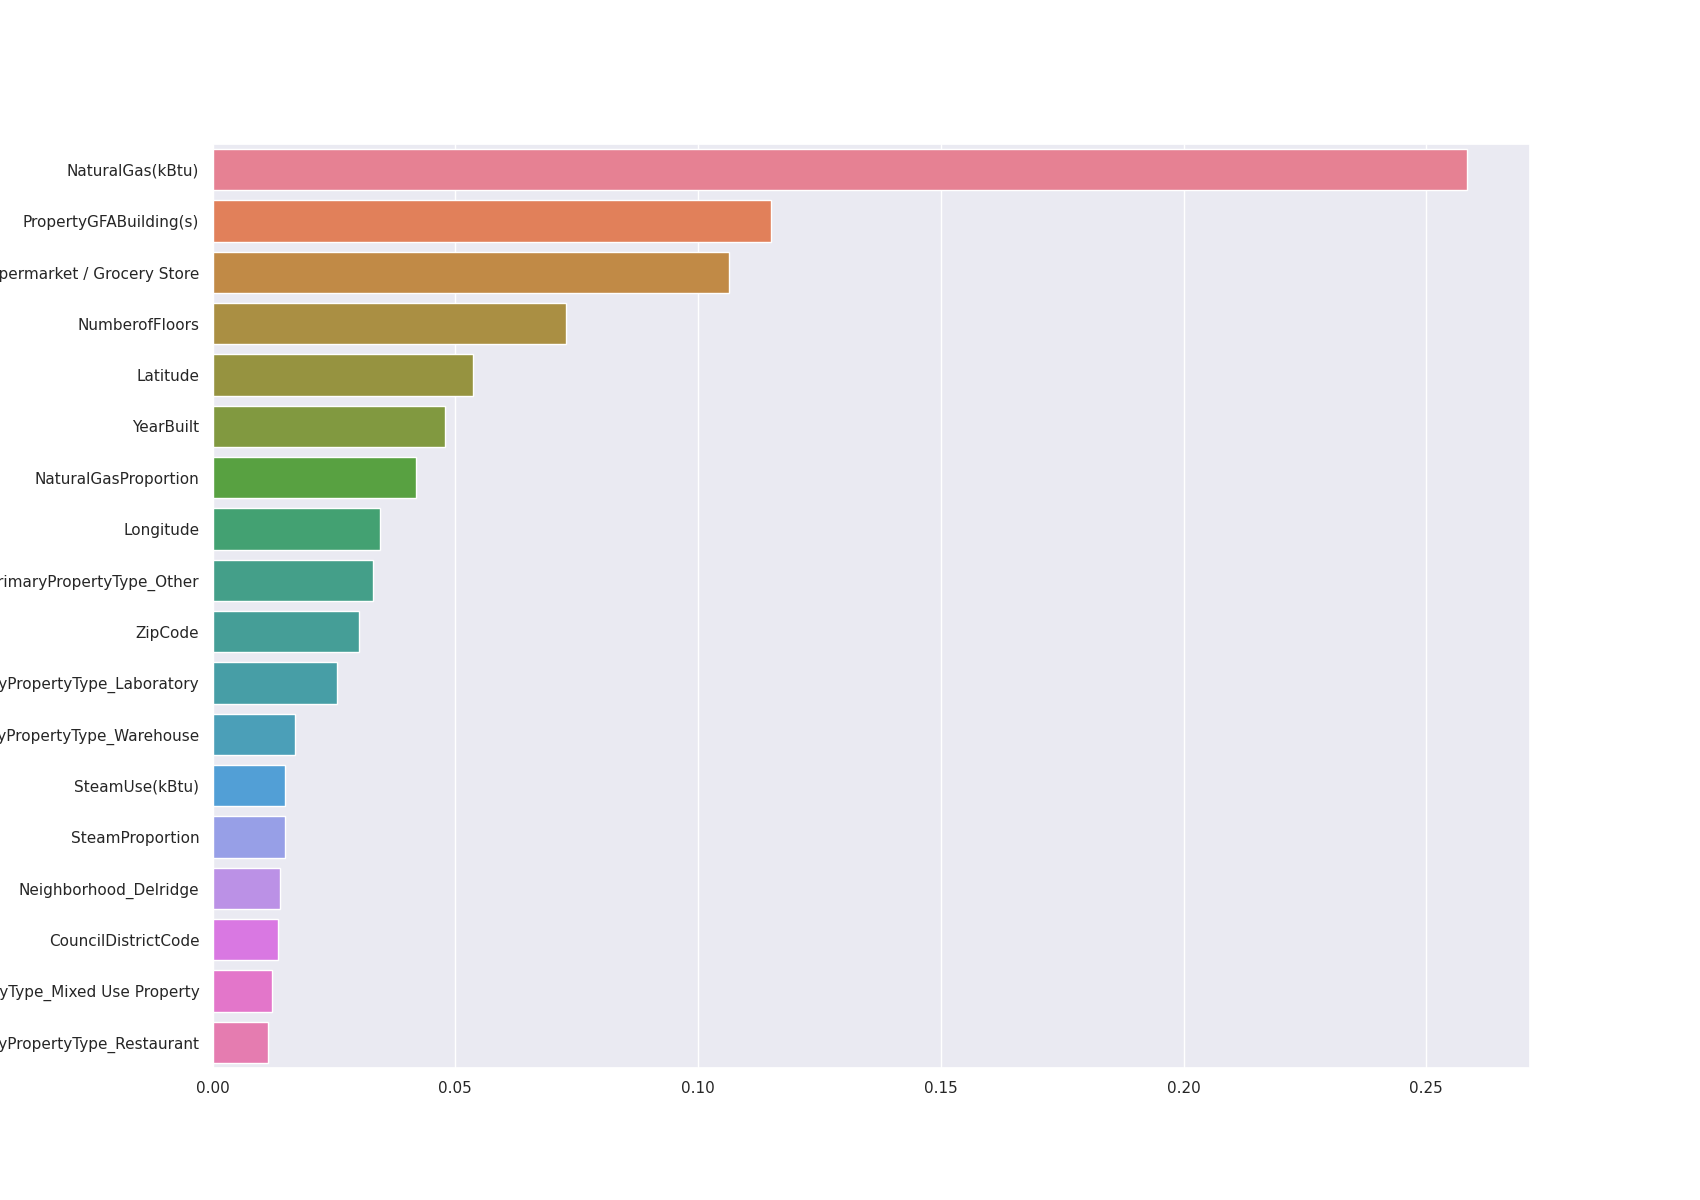 NaturalGas(kBtu)
PropertyGFABuilding(s)
permarket / Grocery Store
NumberofFloors
Latitude
YearBuilt
NaturalGasProportion
Longitude
rimaryPropertyType_Other
ZipCode
yPropertyType_Laboratory
yPropertyType_Warehouse
SteamUse(kBtu)
SteamProportion
Neighborhood_Delridge
CouncilDistrictCode
yType_Mixed Use Property
yPropertyType_Restaurant
0.00 0.05 0.10 0.15 0.20 0.25